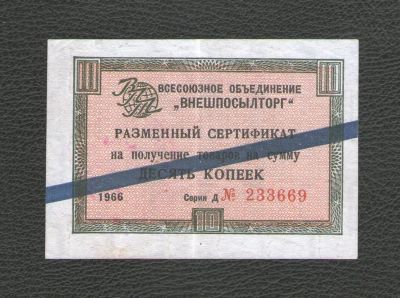 10 10
ВПТ
ВСЕСОЮЗНОЕ ОБЪЕДИНЕНИЕ
„ВНЕШПОСЫЛТОРГ"
РАЗМЕННЫЙ СЕРТИФИКАТ
на получение товаров на сумму
ДЕСЯТЬ КОПЕЕК
1966 Серия Д № 233669
10